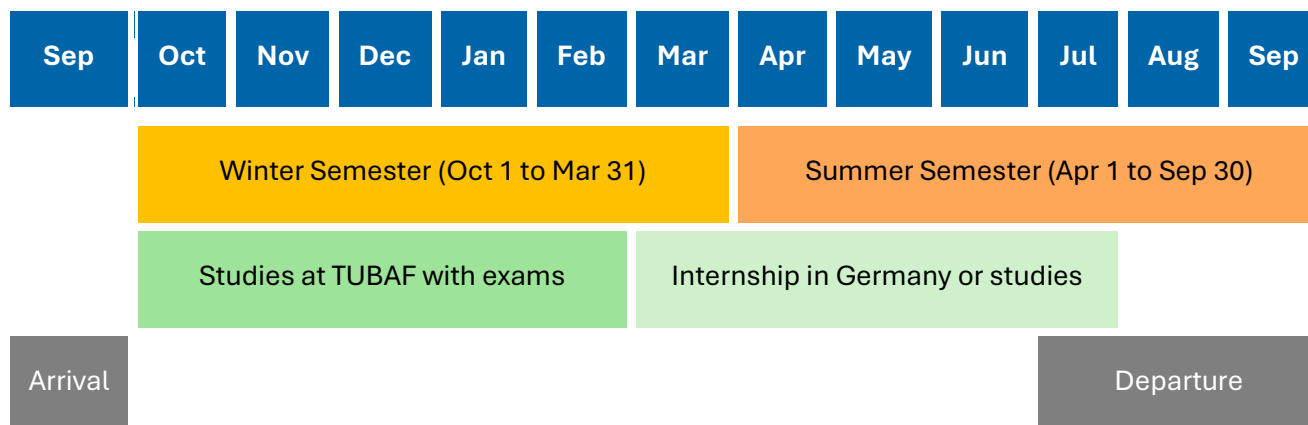 Sep Oct Nov Dec Jan Feb Mar Apr May Jun Jul Aug Sep
Winter Semester (Oct 1 to Mar 31) Summer Semester (Apr 1 to Sep 30)
Studies at TUBAF with exams Internship in Germany or studies
Arrival Departure